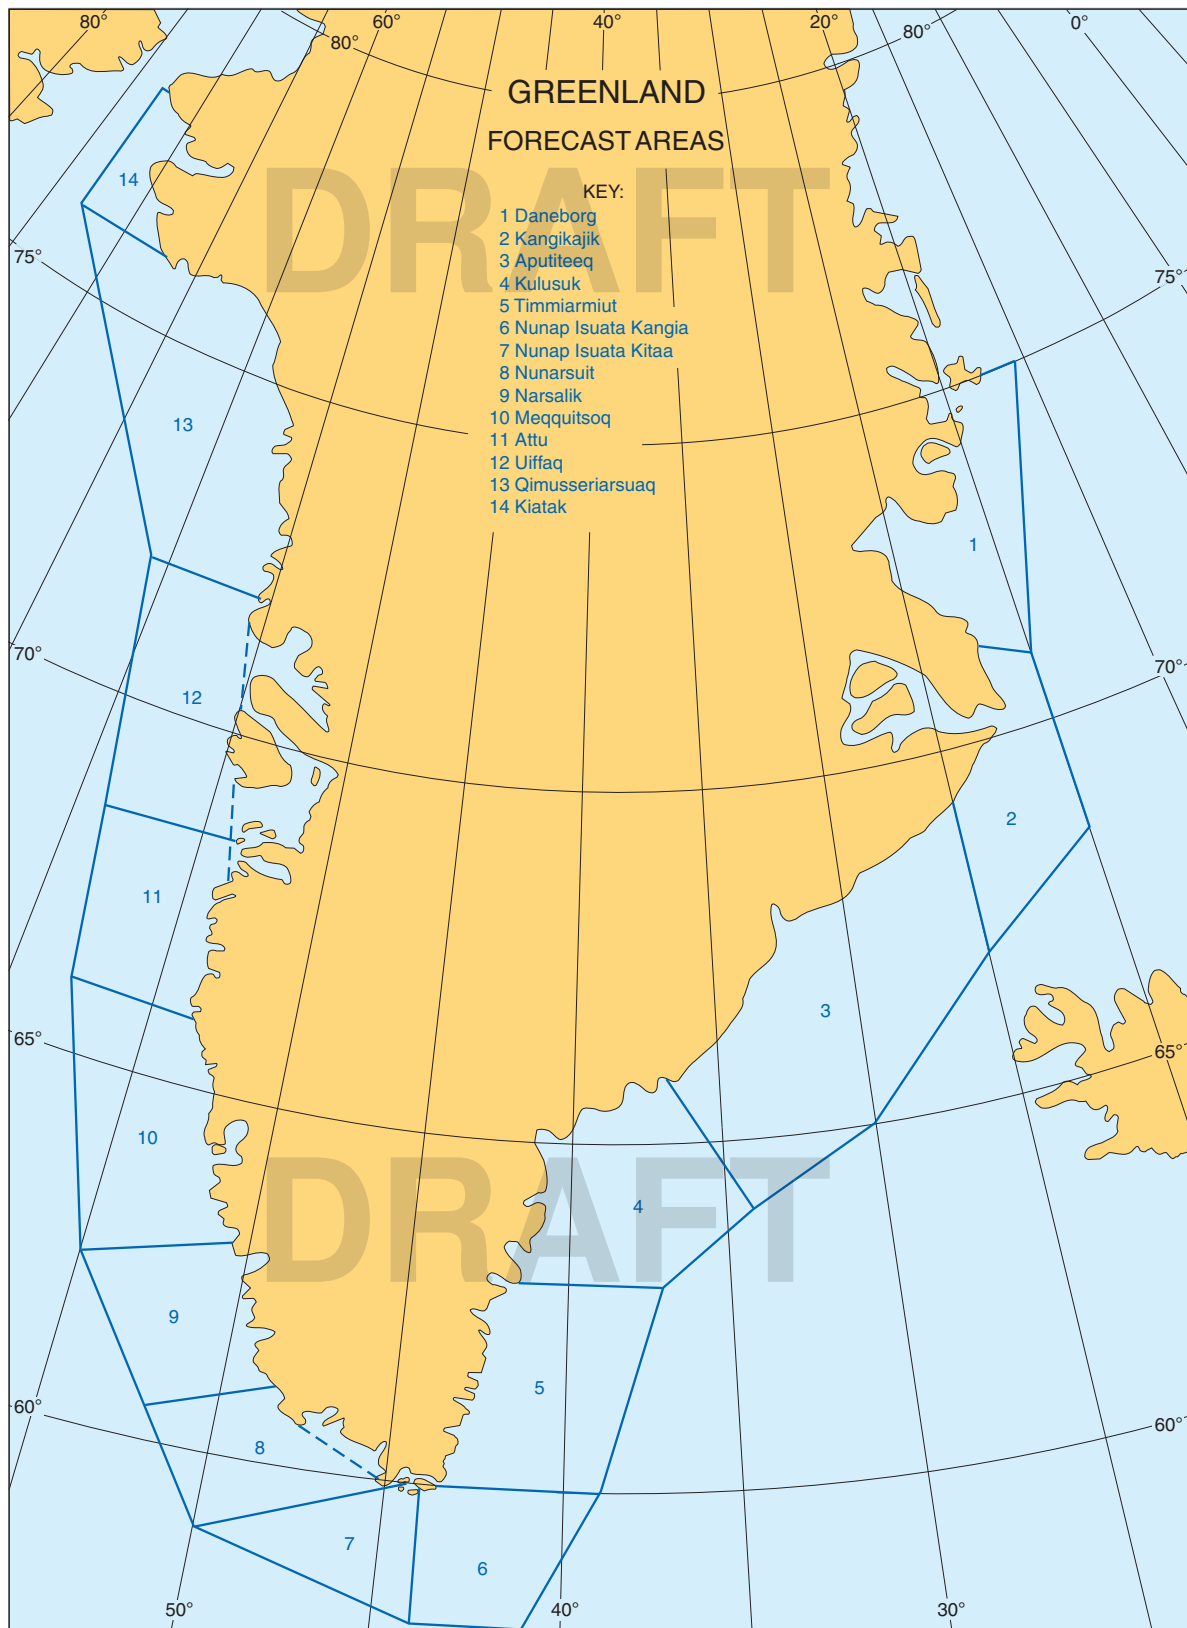 80°
60°
40°
20°
80°
0°
80°
GREENLAND
FORECAST AREAS
DRAFT
KEY:
1 Daneborg
2 Kangikajik
3 Aputiteeq
4 Kulusuk
5 Timmiarmiut
6 Nunap Isuata Kangia
7 Nunap Isuata Kitaa
8 Nunarsuit
9 Narsalik
10 Meqquitsoq
11 Attu
12 Uiffaq
13 Qimusseriarsuaq
14 Kiatak
14
75°
75°
13
1
70°
70°
12
2
11
3
65°
65°
10
DRAFT
4
9
5
60°
60°
8
7
6
50°
40°
30°